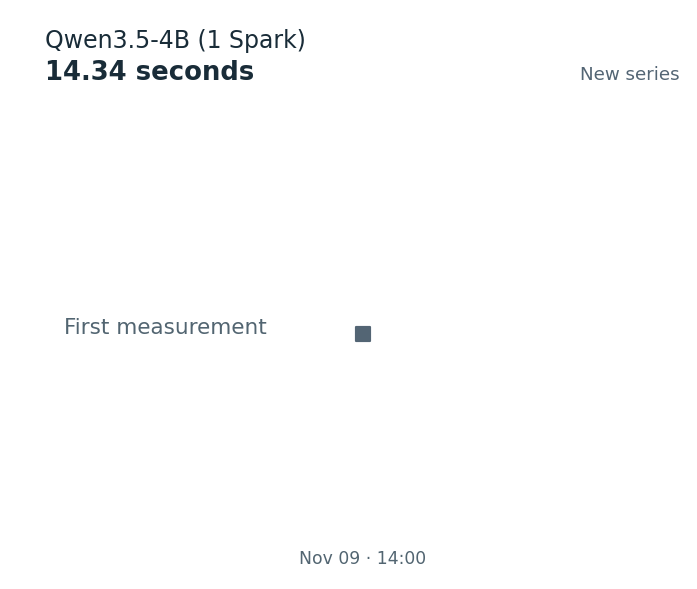 Qwen3.5-4B (1 Spark)
14.34 seconds
New series
First measurement
Nov 09 · 14:00